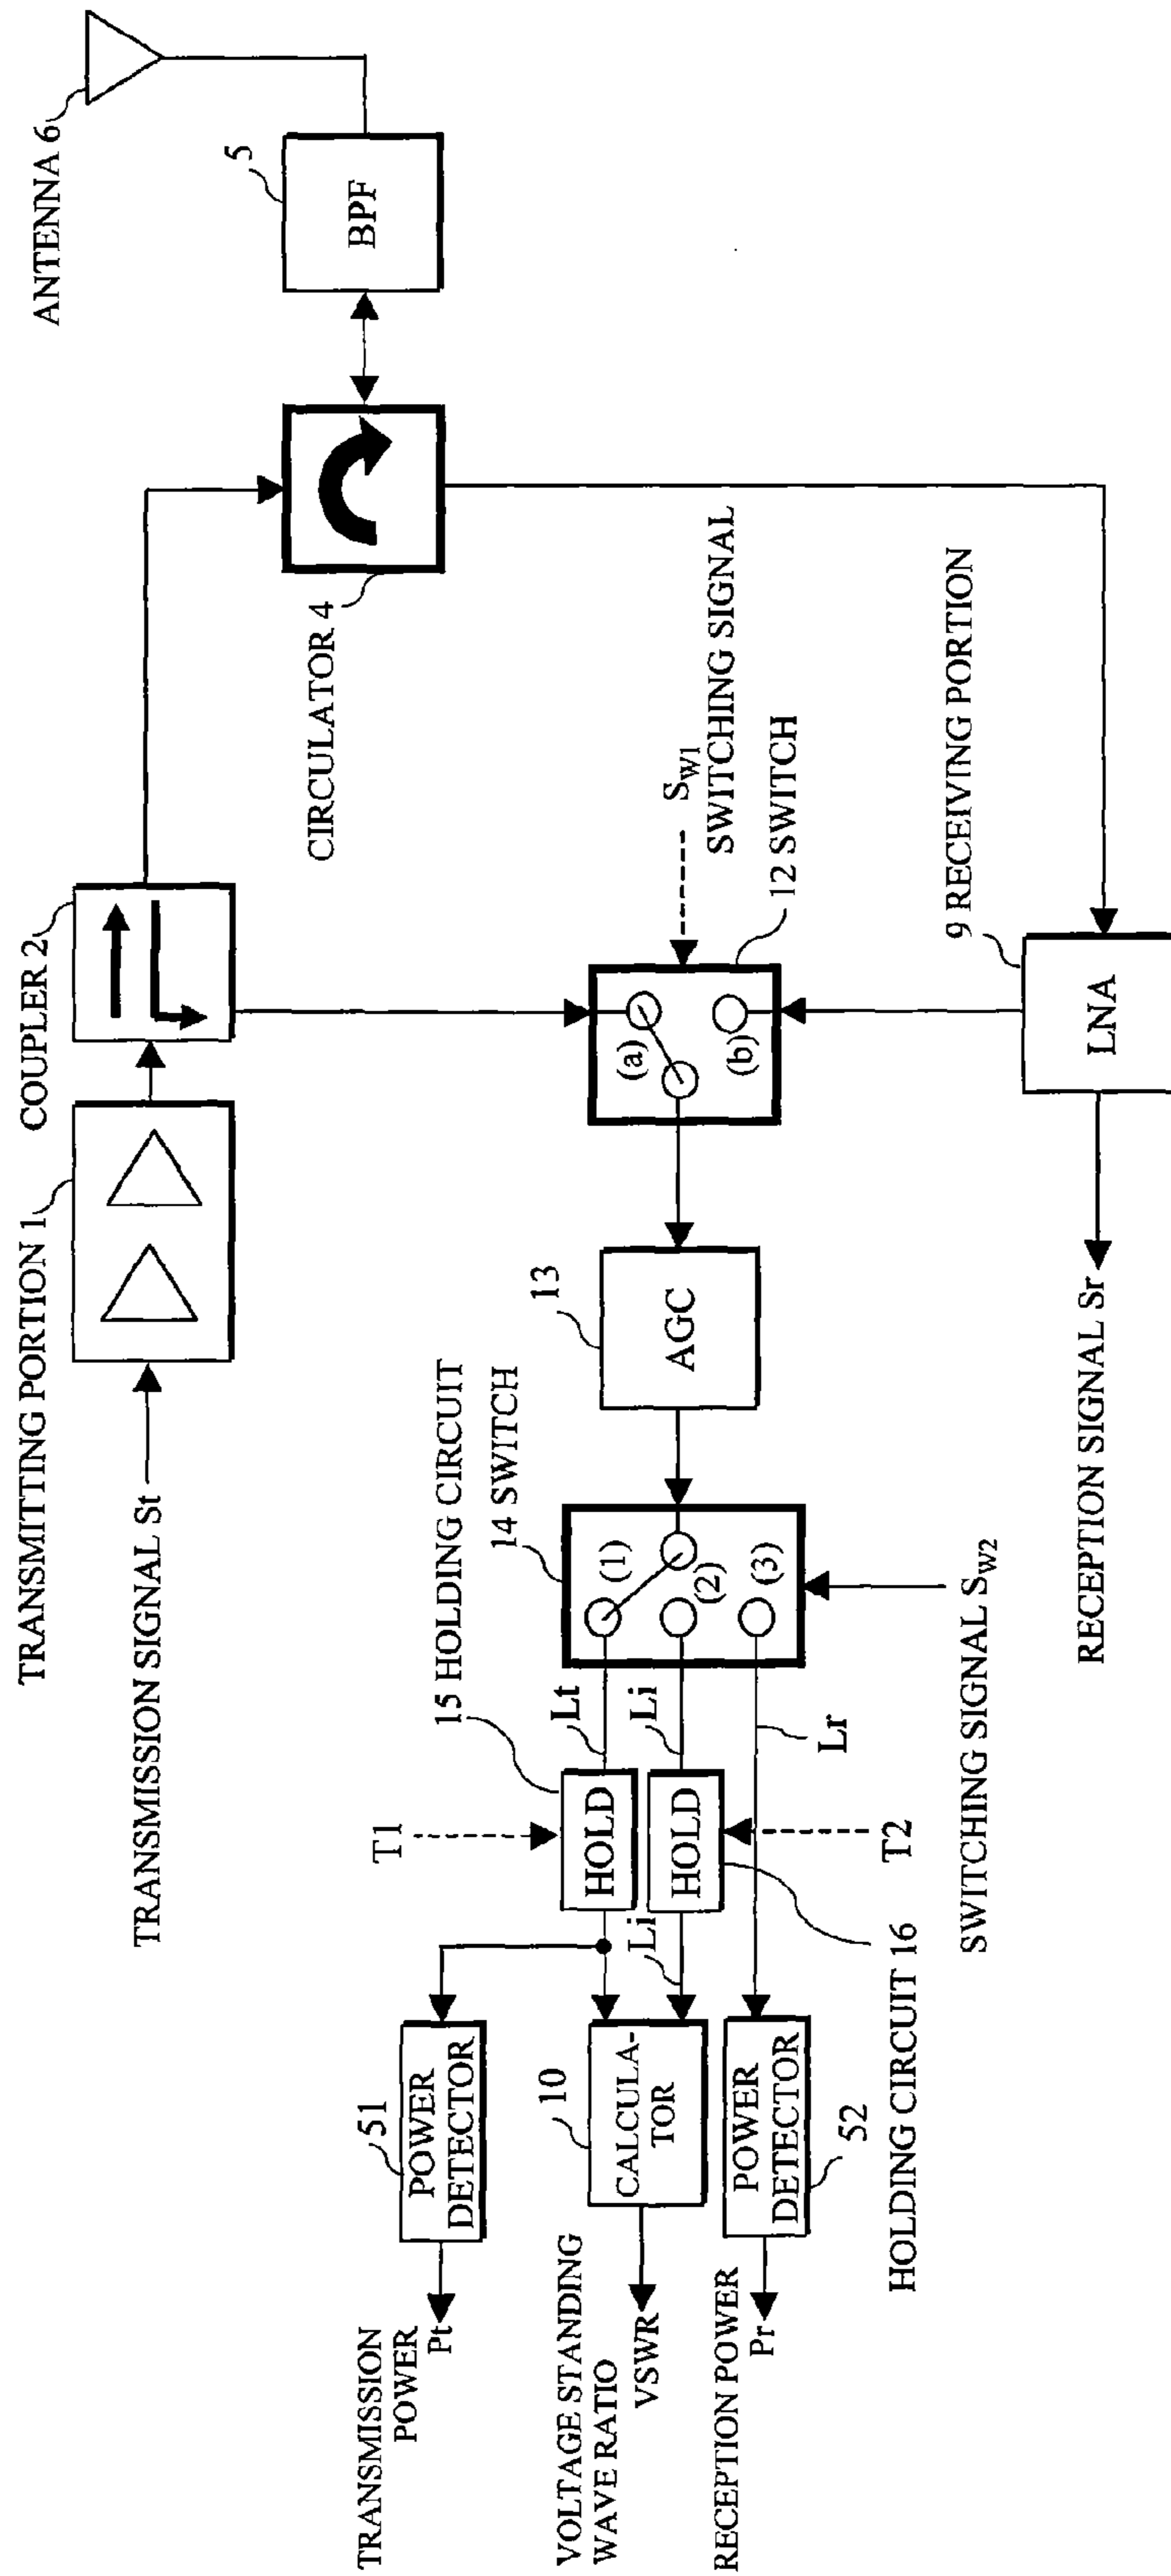 TRANSMITTING PORTION 1
COUPLER 2
ANTENNA 6
TRANSMISSION SIGNAL St
5
BPF
CIRCULATOR 4
S_W1
SWITCHING SIGNAL
12 SWITCH
(a)
(b)
13
AGC
15 HOLDING CIRCUIT
14 SWITCH
(1)
(2)
(3)
Lt
Li
Lr
T1
HOLD
HOLD
T2
Li
51
POWER
DETECTOR
10
CALCULA-
TOR
POWER
DETECTOR
52
HOLDING CIRCUIT 16
SWITCHING SIGNAL S_W2
TRANSMISSION
POWER
Pt
VOLTAGE STANDING
WAVE RATIO
VSWR
RECEPTION POWER
Pr
9 RECEIVING PORTION
LNA
RECEPTION SIGNAL Sr